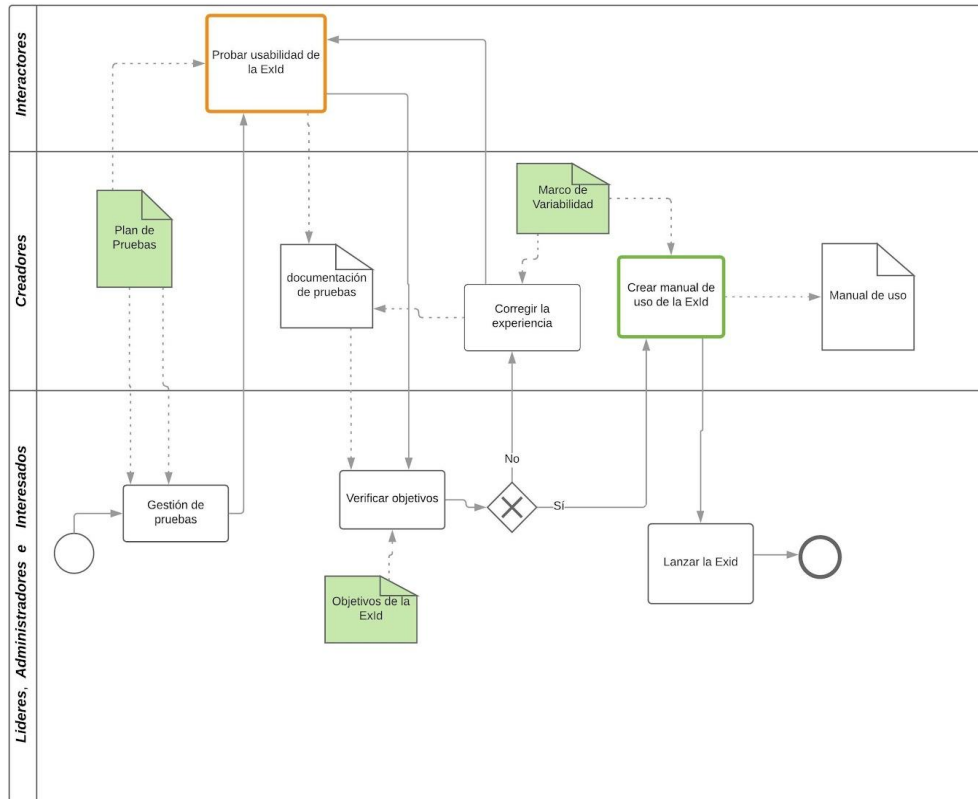 Interactores
Probar usabilidad de
la ExId
Creadores
Plan de
Pruebas
documentación
de pruebas
Marco de
Variabilidad
Corregir la
experiencia
Crear manual de
uso de la ExId
Manual de uso
Lideres, Administradores e Interesados
Gestión de
pruebas
Verificar objetivos
No
Sí
Objetivos de la
ExId
Lanzar la Exid